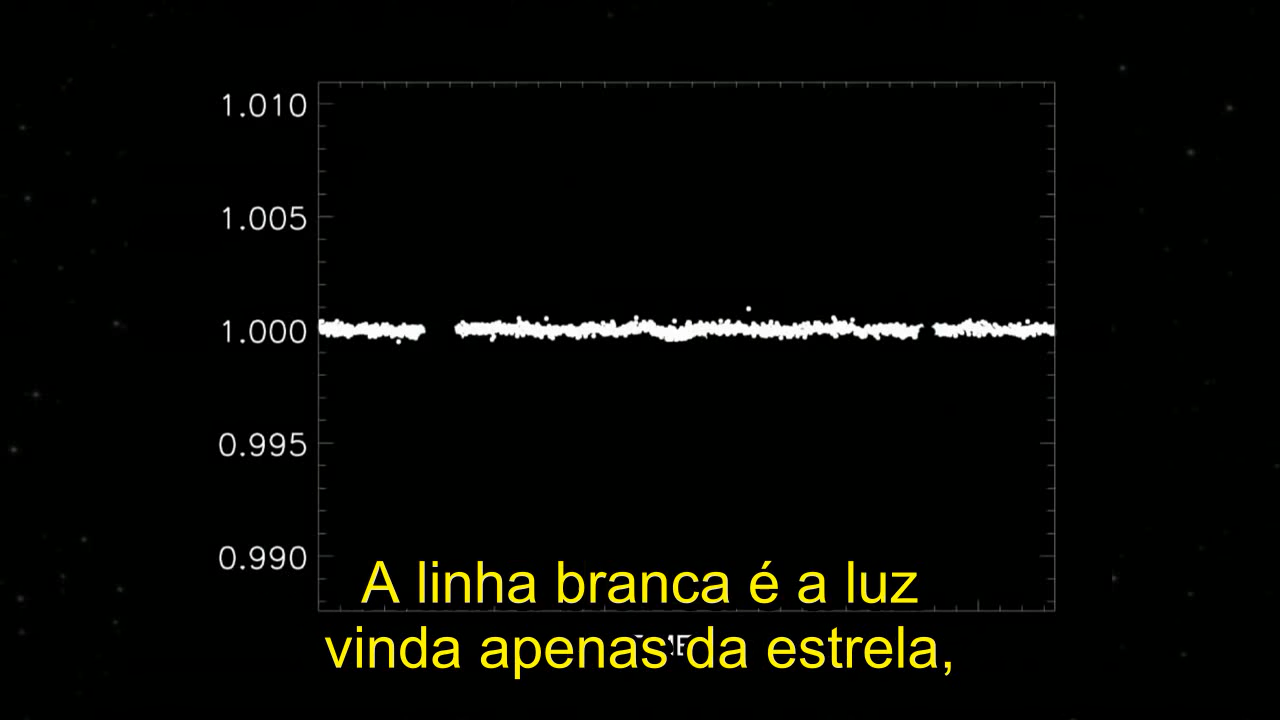 1.010
1.005
1.000
0.995
0.990
A linha branca é a luz
vinda apenas da estrela,